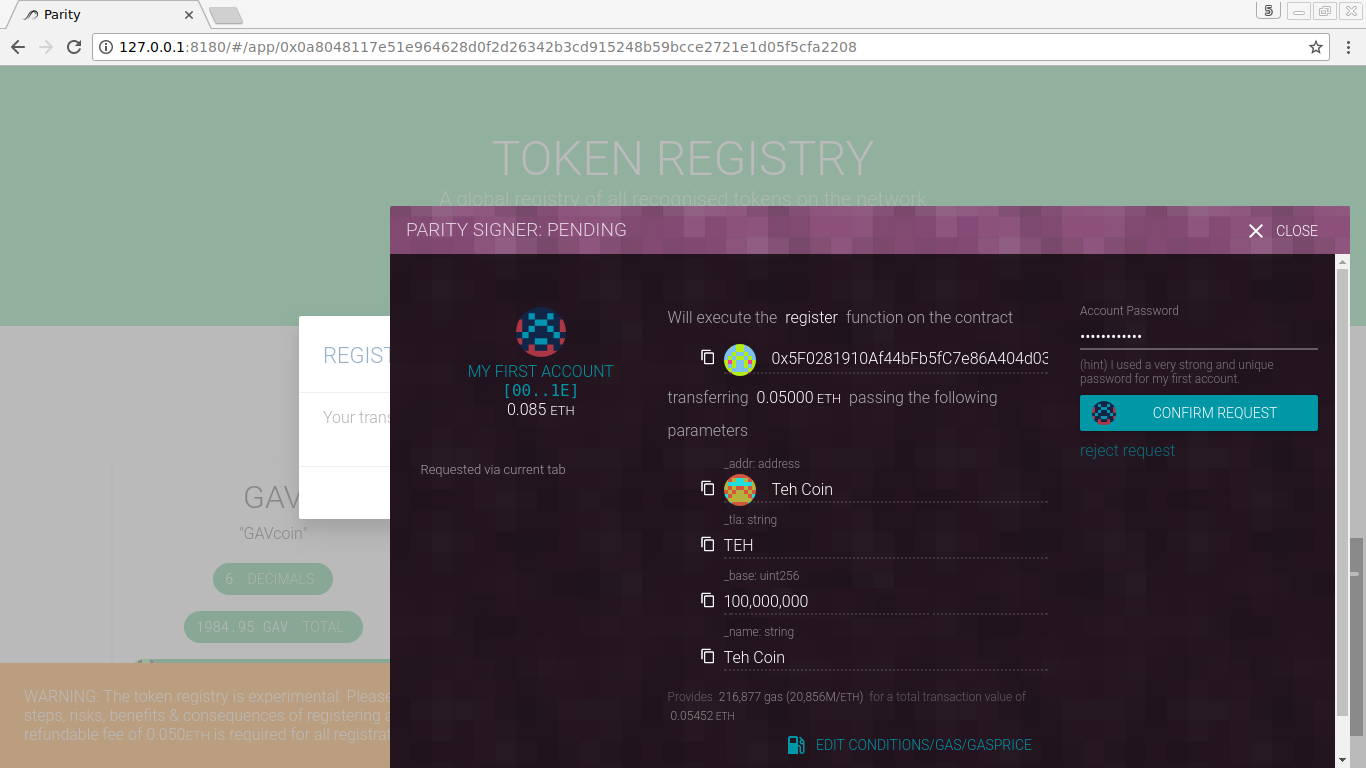 Parity
5
127.0.0.1:8180/#/app/0x0a8048117e51e964628d0f2d26342b3cd915248b59bcce2721e1d05f5cfa2208
TOKEN REGISTRY
A global registry of all recognised tokens on the network
PARITY SIGNER: PENDING
CLOSE
REGIST
Your trans
GAV
"GAVcoin"
6 DECIMALS
1984.95 GAV TOTAL
WARNING: The token registry is experimental. Please
steps, risks, benefits & consequences of registering a
refundable fee of 0.050ETH is required for all registrat
MY FIRST ACCOUNT
[00..1E]
0.085 ETH
Requested via current tab
Will execute the register function on the contract
0x5F0281910Af44bFb5fC7e86A404d03
transferring 0.05000 ETH passing the following
parameters
_addr: address
Teh Coin
_tla: string
TEH
_base: uint256
100,000,000
_name: string
Teh Coin
Provides 216,877 gas (20,856M/ETH) for a total transaction value of
0.05452 ETH
EDIT CONDITIONS/GAS/GASPRICE
Account Password
••••••••••••
(hint) I used a very strong and unique
password for my first account.
CONFIRM REQUEST
reject request